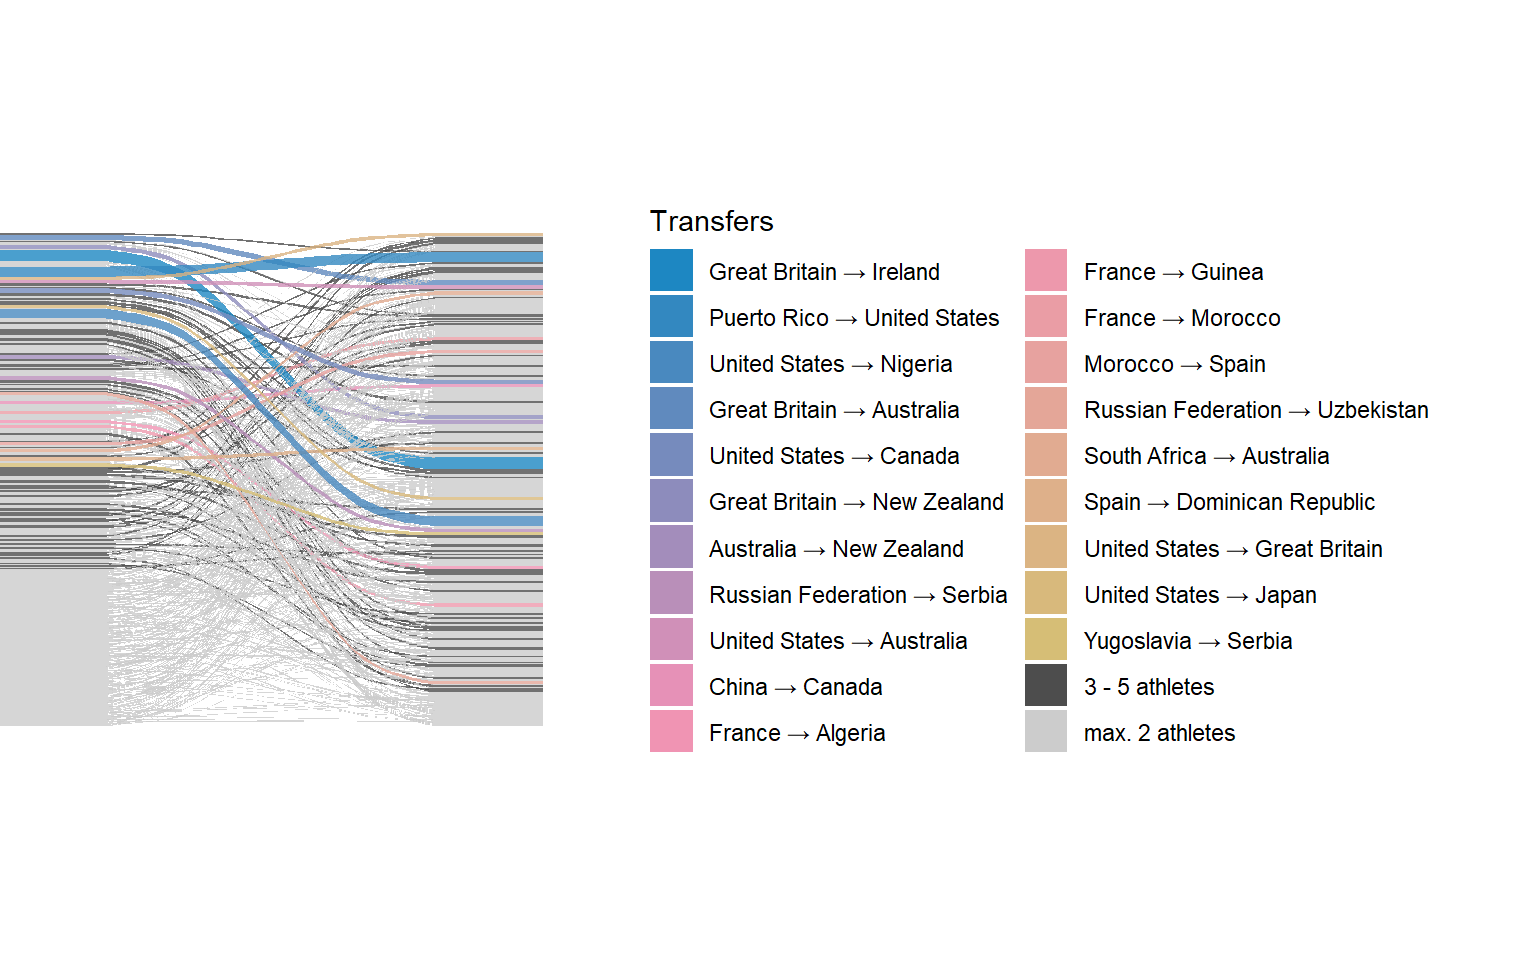 Transfers
Great Britain → Ireland
Puerto Rico → United States
United States → Nigeria
Great Britain → Australia
United States → Canada
Great Britain → New Zealand
Australia → New Zealand
Russian Federation → Serbia
United States → Australia
China → Canada
France → Algeria
France → Guinea
France → Morocco
Morocco → Spain
Russian Federation → Uzbekistan
South Africa → Australia
Spain → Dominican Republic
United States → Great Britain
United States → Japan
Yugoslavia → Serbia
3 - 5 athletes
max. 2 athletes